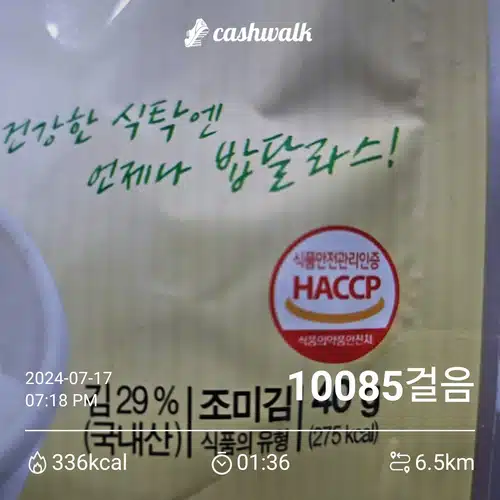 cashwalk
건강한 식탁엔
언제나 밥달라스!
식품안전관리인증
HACCP
식품의약품안전처
2024-07-17
07:18 PM
10085걸음
김 29 % 조미김 40 g
(국내산) 식품의 유형 (275 kcal)
336kcal 01:36 6.5km